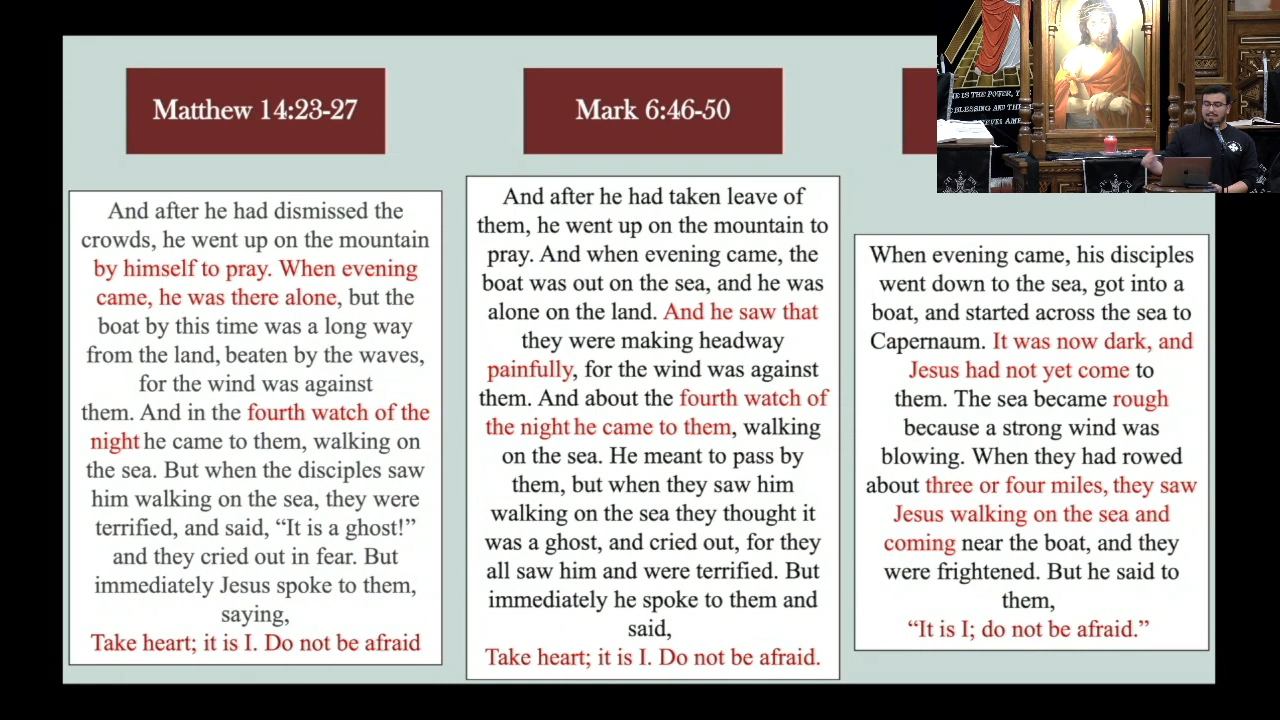 Matthew 14:23-27
And after he had dismissed the
crowds, he went up on the mountain
by himself to pray. When evening
came, he was there alone, but the
boat by this time was a long way
from the land, beaten by the waves,
for the wind was against
them. And in the fourth watch of the
night he came to them, walking on
the sea. But when the disciples saw
him walking on the sea, they were
terrified, and said, “It is a ghost!”
and they cried out in fear. But
immediately Jesus spoke to them,
saying,
Take heart; it is I. Do not be afraid
Mark 6:46-50
And after he had taken leave of
them, he went up on the mountain to
pray. And when evening came, the
boat was out on the sea, and he was
alone on the land. And he saw that
they were making headway
painfully, for the wind was against
them. And about the fourth watch of
the night he came to them, walking
on the sea. He meant to pass by
them, but when they saw him
walking on the sea they thought it
was a ghost, and cried out, for they
all saw him and were terrified. But
immediately he spoke to them and
said,
Take heart; it is I. Do not be afraid.
When evening came, his disciples
went down to the sea, got into a
boat, and started across the sea to
Capernaum. It was now dark, and
Jesus had not yet come to
them. The sea became rough
because a strong wind was
blowing. When they had rowed
about three or four miles, they saw
Jesus walking on the sea and
coming near the boat, and they
were frightened. But he said to
them,
“It is I; do not be afraid.”
IS THE POWER,
BLESSING AND THE